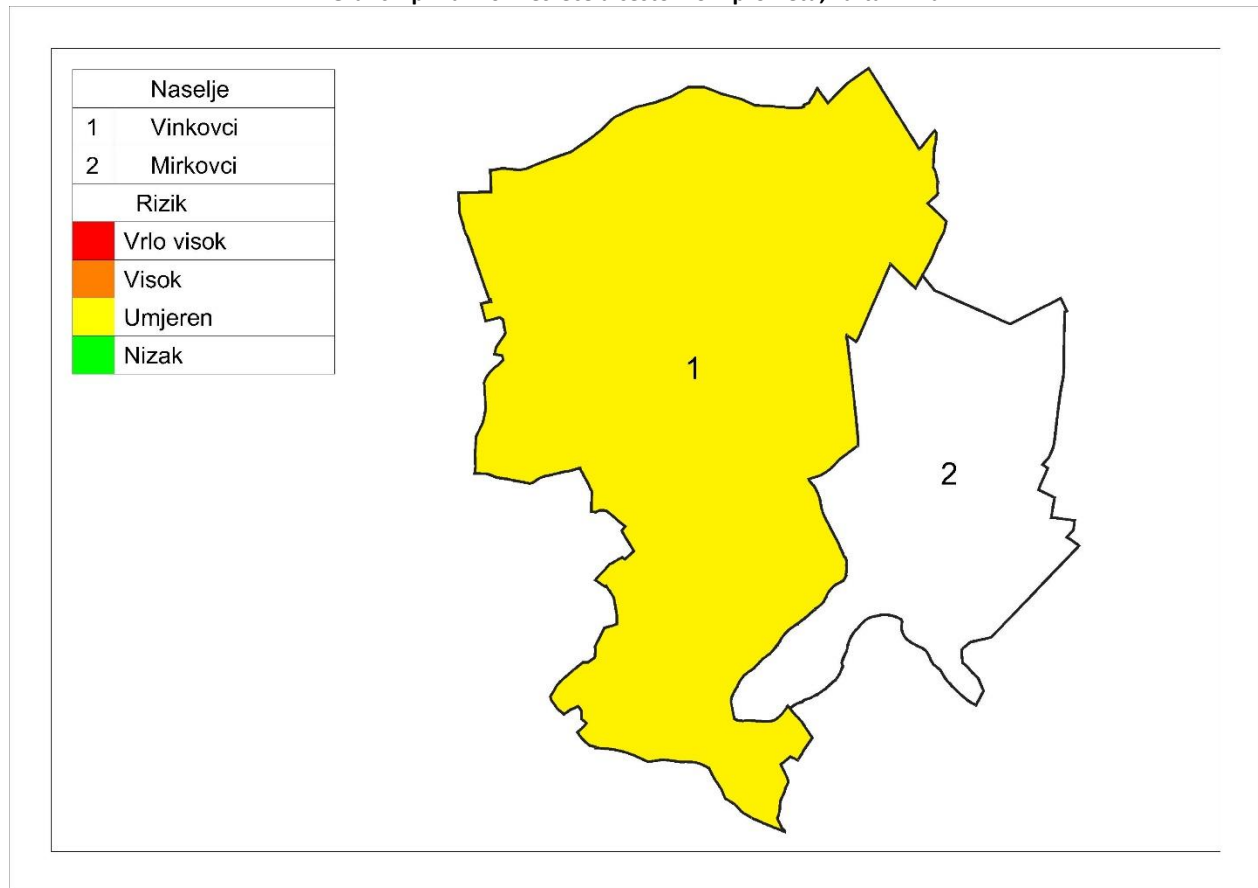 Naselje
1 Vinkovci
2 Mirkovci
Rizik
Vrlo visok
Visok
Umjeren
Nizak
1
2